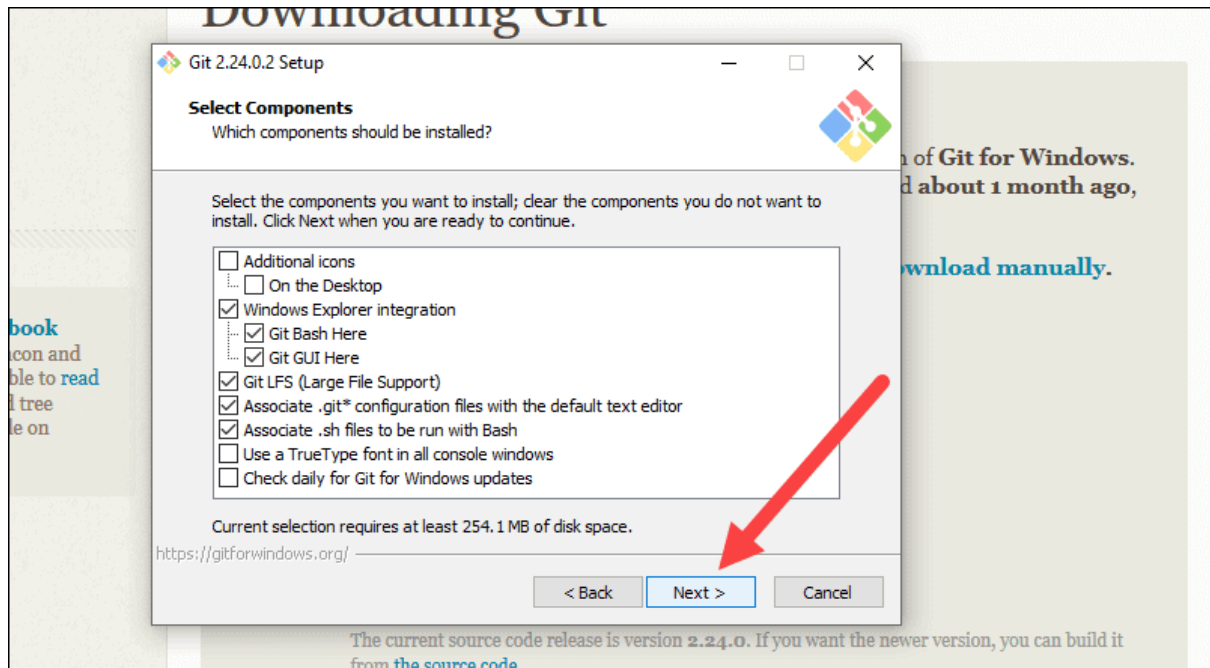 Downloading Git
Git 2.24.0.2 Setup
Select Components
Which components should be installed?
Select the components you want to install; clear the components you do not want to
install. Click Next when you are ready to continue.
Additional icons
On the Desktop
Windows Explorer integration
Git Bash Here
Git GUI Here
Git LFS (Large File Support)
Associate .git* configuration files with the default text editor
Associate .sh files to be run with Bash
Use a TrueType font in all console windows
Check daily for Git for Windows updates
Current selection requires at least 254.1 MB of disk space.
https://gitforwindows.org/
< Back
Next >
Cancel
of Git for Windows.
about 1 month ago,
manually.
book
and
to read
tree
on
The current source code release is version 2.24.0. If you want the newer version, you can build it
from the source code.